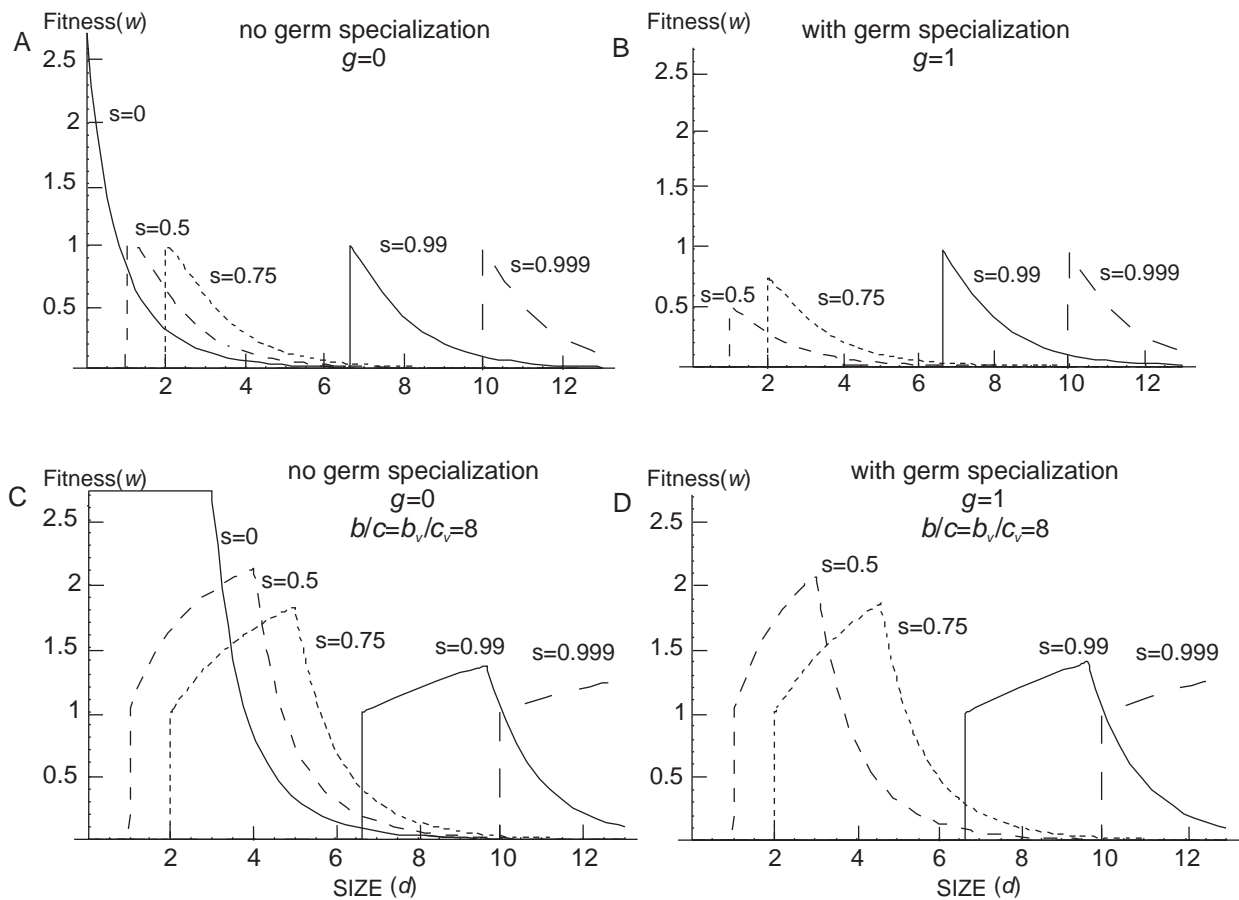 A
Fitness(w)
no germ specialization
g=0
2.5
2
1.5
1
0.5
s=0
s=0.5
s=0.75
s=0.99
s=0.999
2
4
6
8
10
12
B
Fitness(w)
with germ specialization
g=1
2.5
2
1.5
1
0.5
s=0.5
s=0.75
s=0.99
s=0.999
2
4
6
8
10
12
C
Fitness(w)
no germ specialization
g=0
b/c=bv/cv=8
2.5
2
1.5
1
0.5
s=0
s=0.5
s=0.75
s=0.99
s=0.999
2
4
6
8
10
12
SIZE (d)
D
Fitness(w)
with germ specialization
g=1
b/c=bv/cv=8
2.5
2
1.5
1
0.5
s=0.5
s=0.75
s=0.99
s=0.999
2
4
6
8
10
12
SIZE (d)